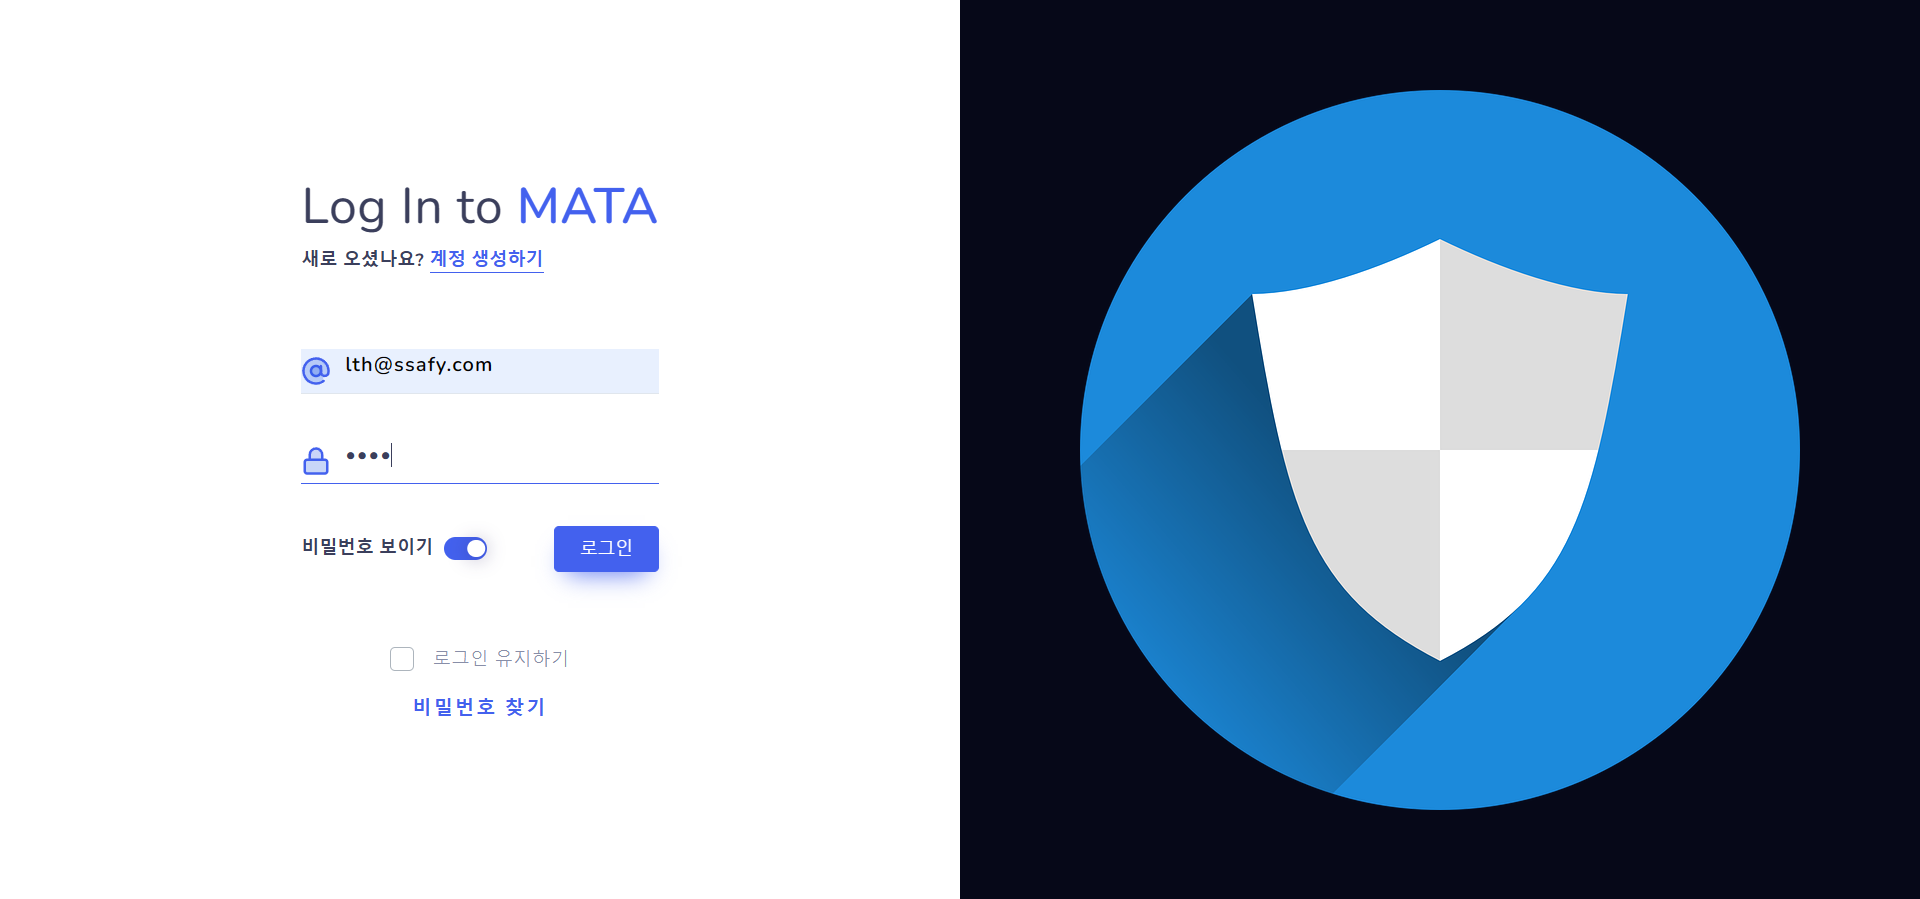 Log In to MATA
새로 오셨나요? 계정 생성하기
@ lth@ssafy.com
••••
비밀번호 보이기 로그인
로그인 유지하기
비밀번호 찾기